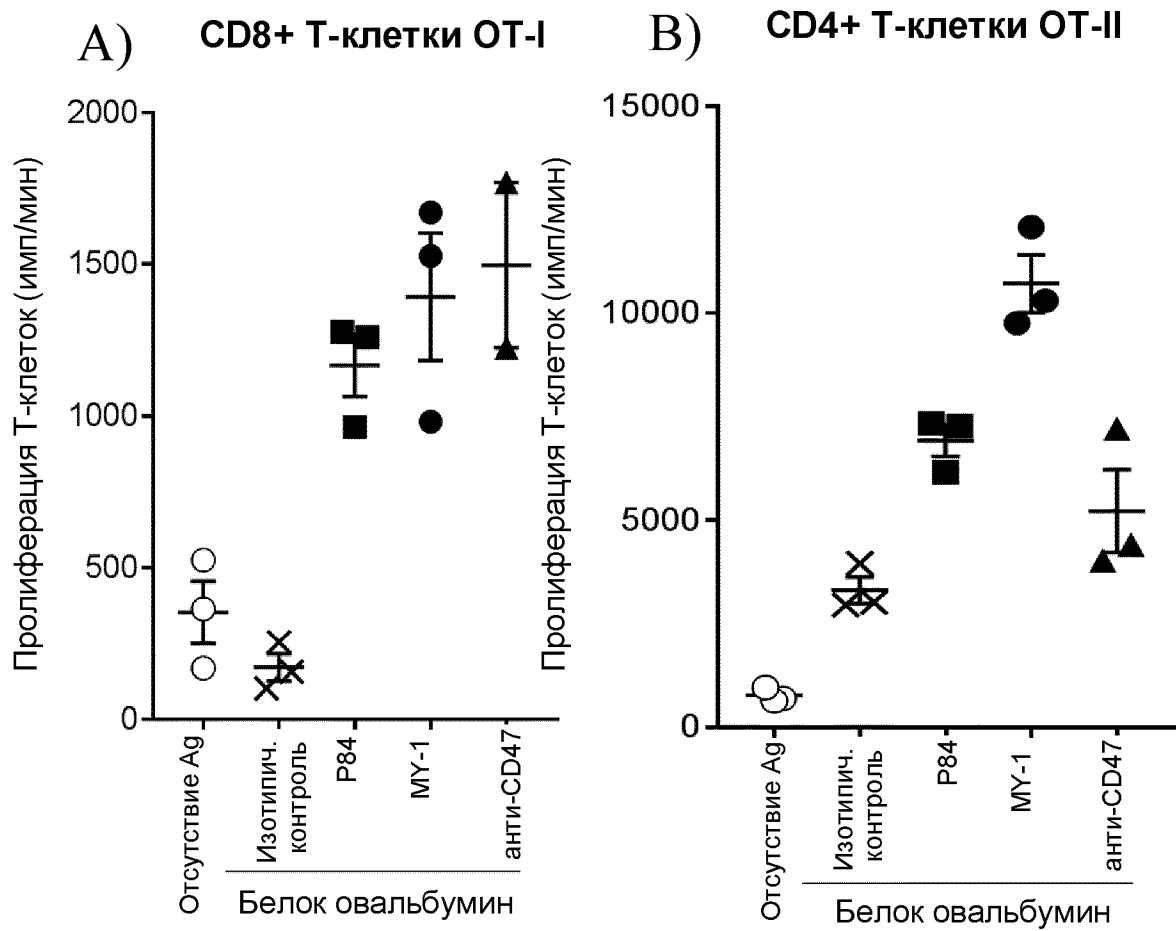 A)
CD8+ Т-клетки OT-I
Пролиферация Т-клеток (имп/мин)
2000
1500
1000
500
0
Отсутствие Ag
Изотипич.
контроль
P84
MY-1
анти-CD47
Белок овальбумин
B)
CD4+ Т-клетки OT-II
Пролиферация Т-клеток (имп/мин)
15000
10000
5000
0
Отсутствие Ag
Изотипич.
контроль
P84
MY-1
анти-CD47
Белок овальбумин